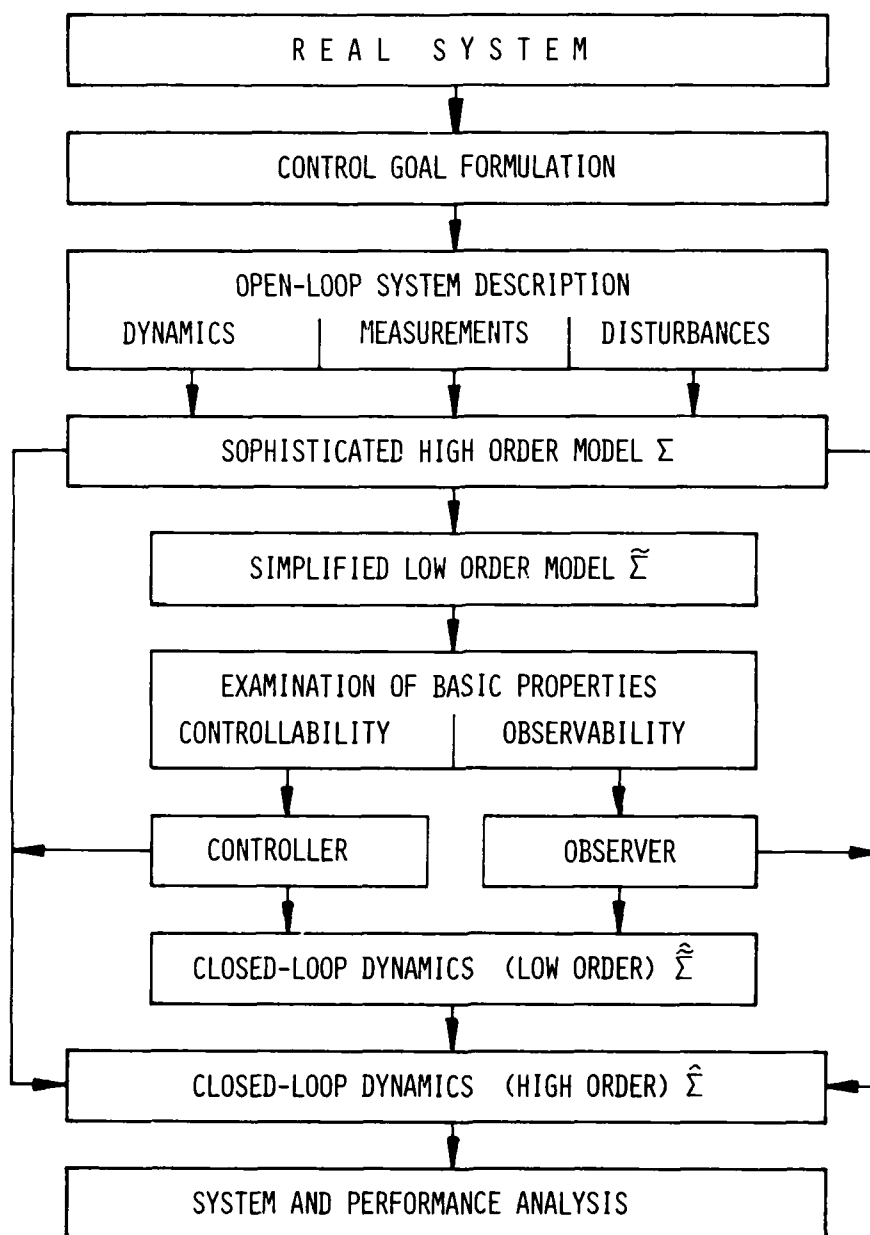 REAL SYSTEM
CONTROL GOAL FORMULATION
OPEN-LOOP SYSTEM DESCRIPTION
DYNAMICS MEASUREMENTS DISTURBANCES
SOPHISTICATED HIGH ORDER MODEL Σ
SIMPLIFIED LOW ORDER MODEL Σ̃
EXAMINATION OF BASIC PROPERTIES
CONTROLLABILITY OBSERVABILITY
CONTROLLER OBSERVER
CLOSED-LOOP DYNAMICS (LOW ORDER) Σ̃̂
CLOSED-LOOP DYNAMICS (HIGH ORDER) Σ̂
SYSTEM AND PERFORMANCE ANALYSIS